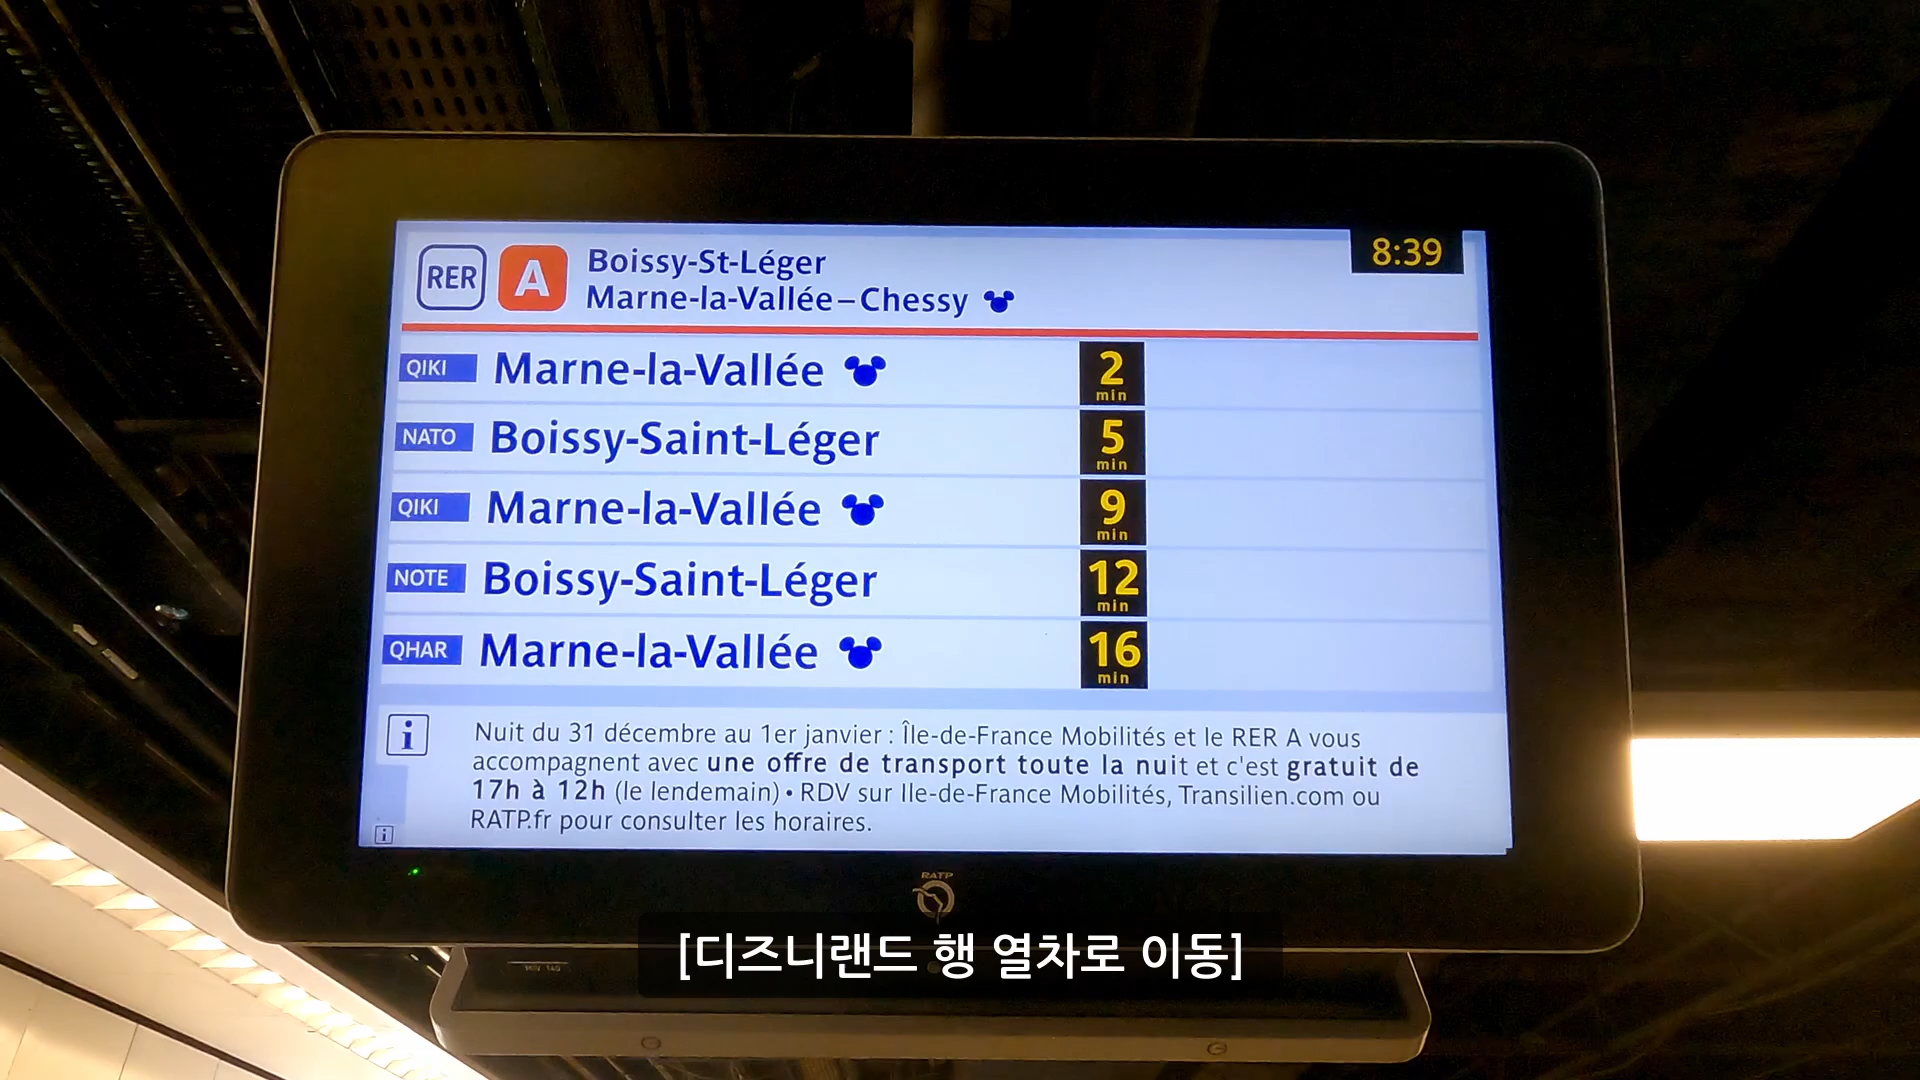 8:39
RER A Boissy-St-Léger
Marne-la-Vallée–Chessy
QIKI Marne-la-Vallée 2 min
NATO Boissy-Saint-Léger 5 min
QIKI Marne-la-Vallée 9 min
NOTE Boissy-Saint-Léger 12 min
QHAR Marne-la-Vallée 16 min
i Nuit du 31 décembre au 1er janvier : Île-de-France Mobilités et le RER A vous
accompagnent avec une offre de transport toute la nuit et c'est gratuit de
17h à 12h (le lendemain) • RDV sur Ile-de-France Mobilités, Transilien.com ou
RATP.fr pour consulter les horaires.
i
RATP
[디즈니랜드 행 열차로 이동]